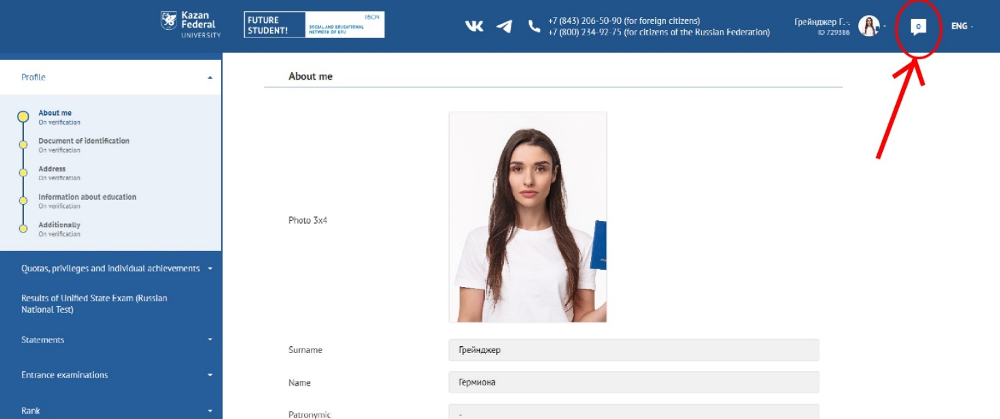 Kazan
Federal
UNIVERSITY
FUTURE
STUDENT!
1804
SOCIAL AND EDUCATIONAL
NETWORK OF KFU
+7 (843) 206-50-90 (for foreign citizens)
+7 (800) 234-92-75 (for citizens of the Russian Federation)
Грейнджер Г.-.
ID 729386
0
ENG
Profile
About me
On verification
Document of identification
On verification
Address
On verification
Information about education
On verification
Additionally
On verification
Quotas, privileges and individual achievements
Results of Unified State Exam (Russian
National Test)
Statements
Entrance examinations
Rank
About me
Photo 3x4
Surname
Грейнджер
Name
Гермиона
Patronymic
-